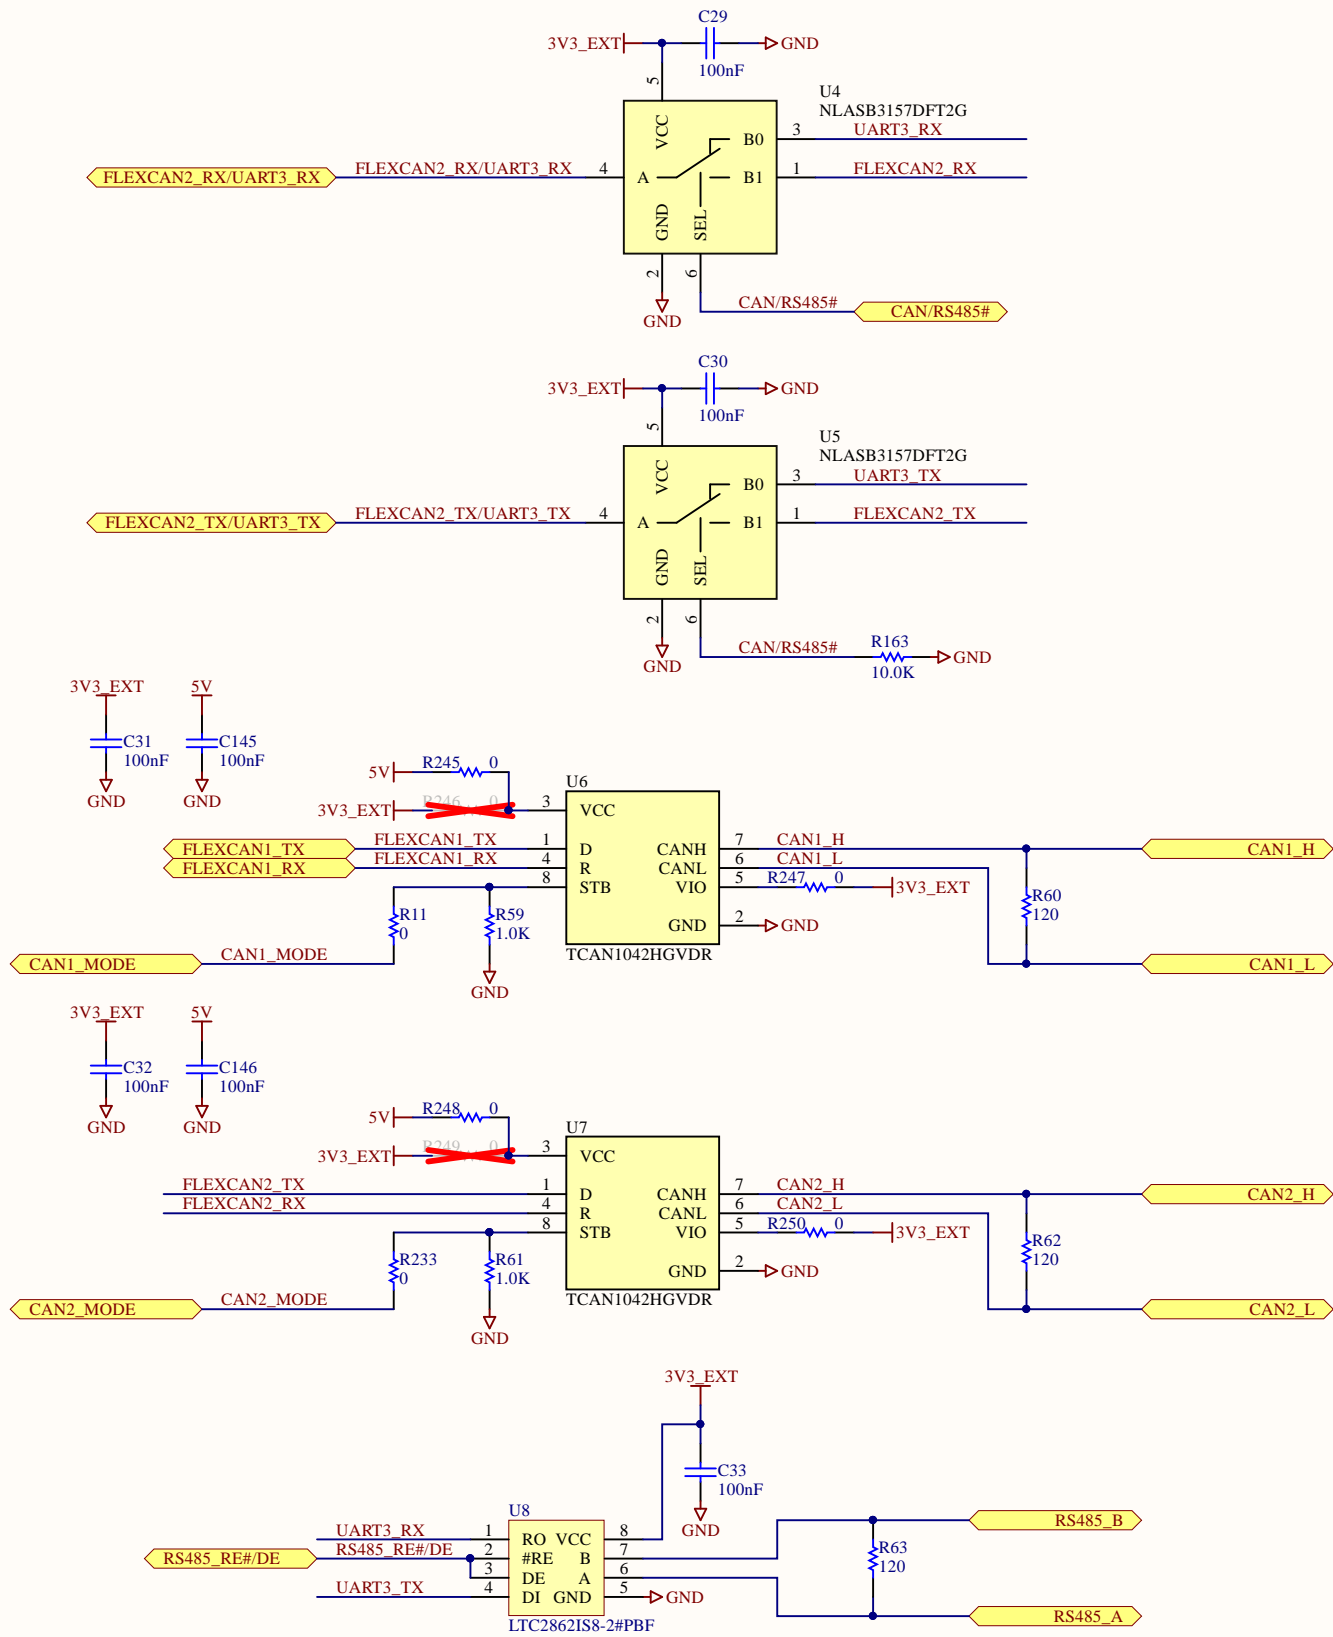 C29
3V3_EXT
GND
100nF
5
U4
NLASB3157DFT2G
VCC
B0
3
UART3_RX
FLEXCAN2_RX/UART3_RX
FLEXCAN2_RX/UART3_RX
4
A
B1
1
FLEXCAN2_RX
GND
SEL
2
6
CAN/RS485#
CAN/RS485#
GND
C30
3V3_EXT
GND
100nF
5
U5
NLASB3157DFT2G
VCC
B0
3
UART3_TX
FLEXCAN2_TX/UART3_TX
FLEXCAN2_TX/UART3_TX
4
A
B1
1
FLEXCAN2_TX
GND
SEL
2
6
CAN/RS485#
R163
10.0K
GND
GND
3V3_EXT
5V
C31
100nF
C145
100nF
GND
GND
5V
R245
0
U6
3V3_EXT
R246
0
3
VCC
FLEXCAN1_TX
FLEXCAN1_TX
1
D
CANH
7
CAN1_H
CAN1_H
FLEXCAN1_RX
FLEXCAN1_RX
4
R
CANL
6
CAN1_L
8
STB
VIO
5
R247
0
3V3_EXT
R11
0
R59
1.0K
R60
120
GND
2
GND
CAN1_MODE
CAN1_MODE
TCAN1042HGVDR
CAN1_L
GND
3V3_EXT
5V
C32
100nF
C146
100nF
GND
GND
5V
R248
0
U7
3V3_EXT
R249
0
3
VCC
FLEXCAN2_TX
1
D
CANH
7
CAN2_H
CAN2_H
FLEXCAN2_RX
4
R
CANL
6
CAN2_L
8
STB
VIO
5
R250
0
3V3_EXT
R233
0
R61
1.0K
R62
120
GND
2
GND
CAN2_MODE
CAN2_MODE
TCAN1042HGVDR
CAN2_L
GND
3V3_EXT
C33
100nF
GND
U8
UART3_RX
1
RO
VCC
8
RS485_B
RS485_RE#/DE
RS485_RE#/DE
2
#RE
B
7
R63
120
3
DE
A
6
UART3_TX
4
DI
GND
5
GND
RS485_A
LTC2862IS8-2#PBF